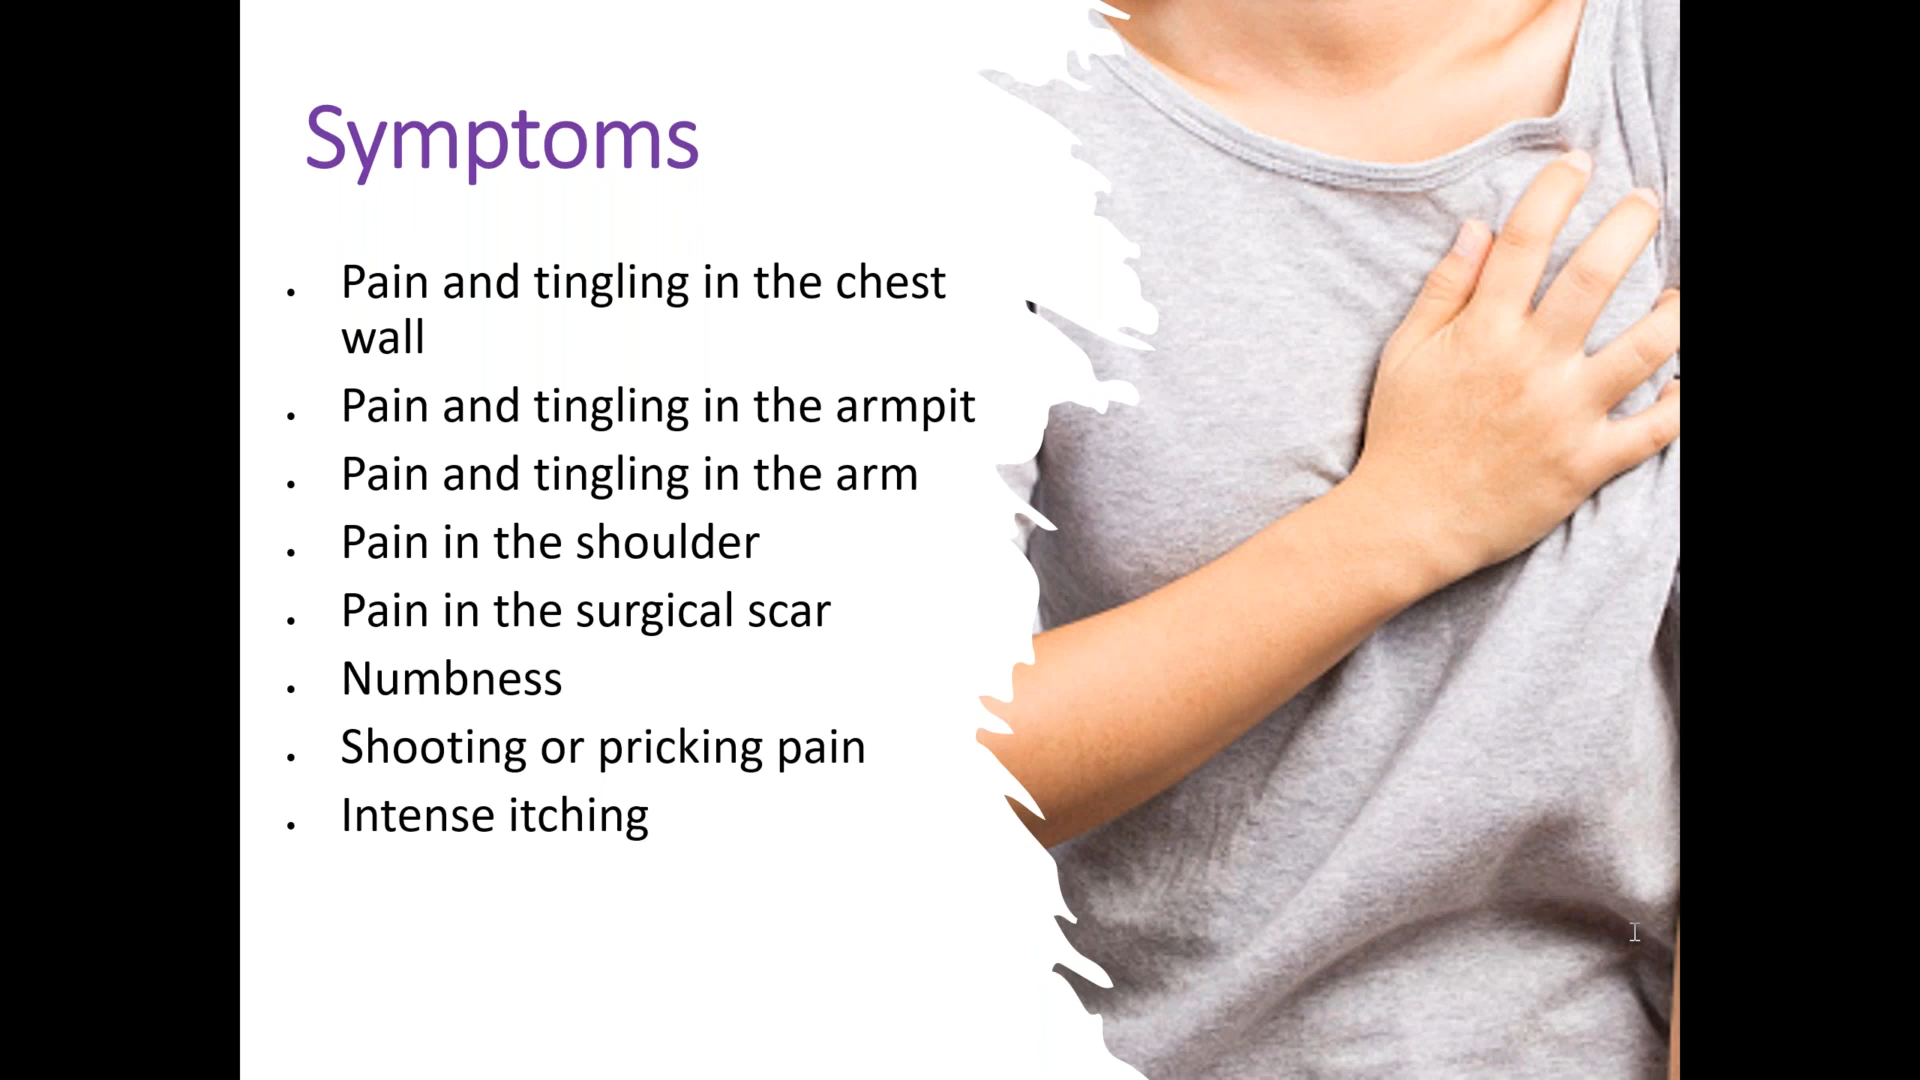 Symptoms
• Pain and tingling in the chest
wall
• Pain and tingling in the armpit
• Pain and tingling in the arm
• Pain in the shoulder
• Pain in the surgical scar
• Numbness
• Shooting or pricking pain
• Intense itching